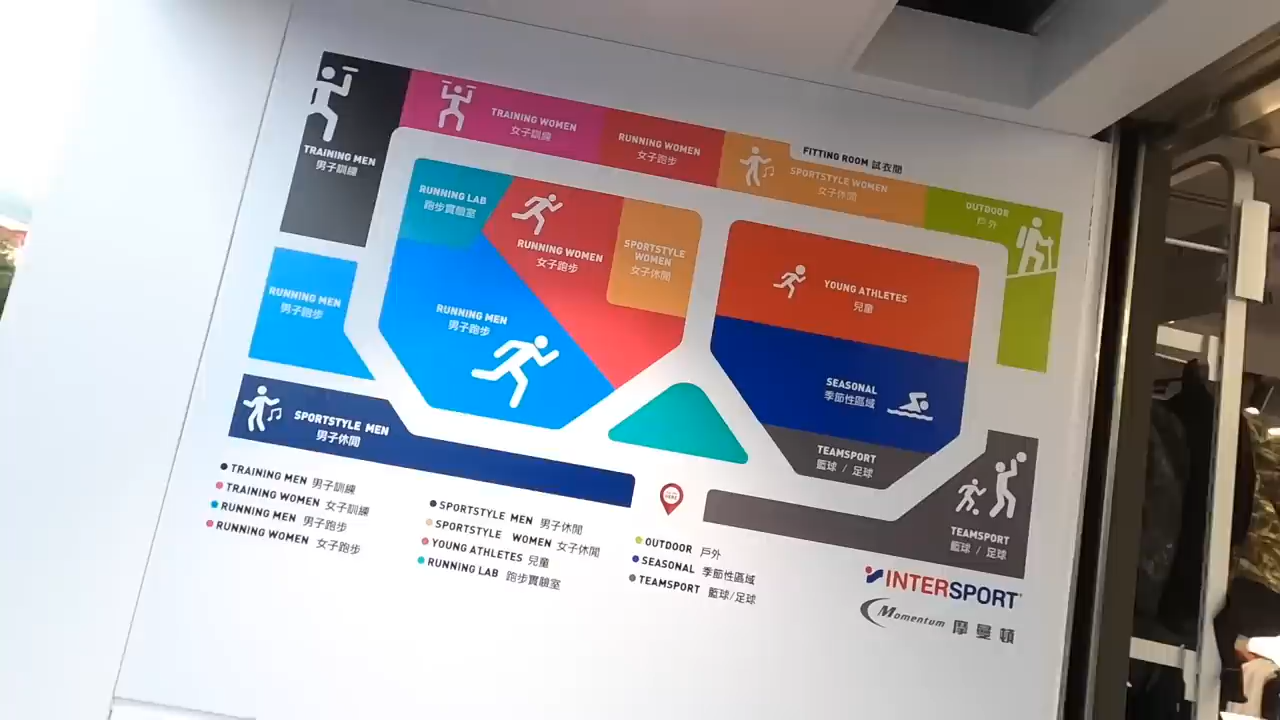 TRAINING MEN
男子訓練
TRAINING WOMEN
女子訓練
RUNNING WOMEN
女子跑步
FITTING ROOM 試衣間
SPORTSTYLE WOMEN
女子休閒
OUTDOOR
戶外
RUNNING LAB
跑步實驗室
RUNNING WOMEN
女子跑步
SPORTSTYLE
WOMEN
女子休閒
RUNNING MEN
男子跑步
RUNNING MEN
男子跑步
YOUNG ATHLETES
兒童
SEASONAL
季節性區域
TEAMSPORT
籃球 / 足球
SPORTSTYLE MEN
男子休閒
TEAMSPORT
籃球 / 足球
TRAINING MEN 男子訓練
TRAINING WOMEN 女子訓練
RUNNING MEN 男子跑步
RUNNING WOMEN 女子跑步
SPORTSTYLE MEN 男子休閒
SPORTSTYLE WOMEN 女子休閒
YOUNG ATHLETES 兒童
RUNNING LAB 跑步實驗室
OUTDOOR 戶外
SEASONAL 季節性區域
TEAMSPORT 籃球/足球
INTERSPORT
Momentum 摩曼頓